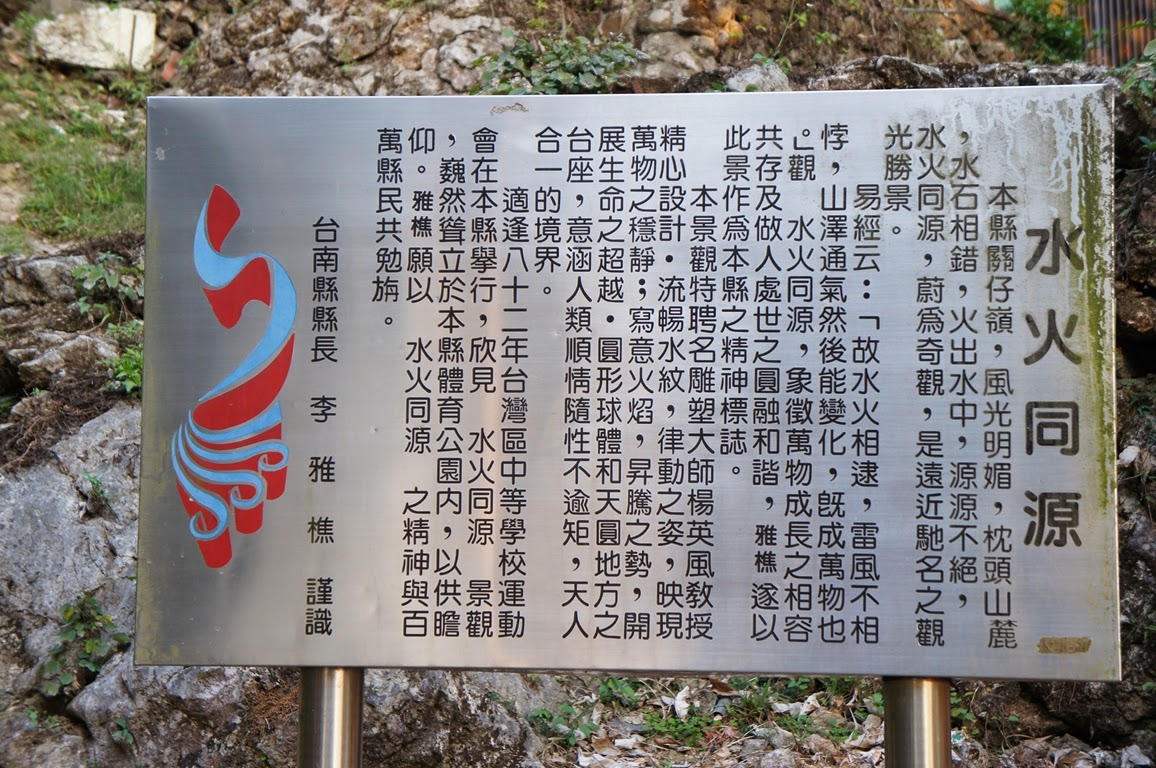 水火同源
本縣關仔嶺，風光明媚，枕頭山麓
，水石相錯，火出水中，源源不絕，
水火同源，蔚爲奇觀，是遠近馳名之觀
光勝景。
易經云：「故水火相逮，雷風不相
悖，山澤通氣然後能變化，既成萬物也
。」觀　水火同源，象徵萬物成長之相容
共存及做人處世之圓融和諧，雅樵遂以
此景作爲本縣之精神標誌。
本景觀特聘名雕塑大師楊英風教授
精心設計．流暢水紋，律動之姿，映現
萬物之穩靜；寫意火焰，昇騰之勢，開
展生命之超越．圓形球體和天圓地方之
台座，意涵人類順情隨性不逾矩，天人
合一的境界。
適逢八十二年台灣區中等學校運動
會在本縣舉行，欣見　水火同源　景觀
，巍然聳立於本縣體育公園內，以供瞻
仰。雅樵願以　水火同源　之精神與百
萬縣民共勉旃。
台南縣縣長　李雅樵　謹識